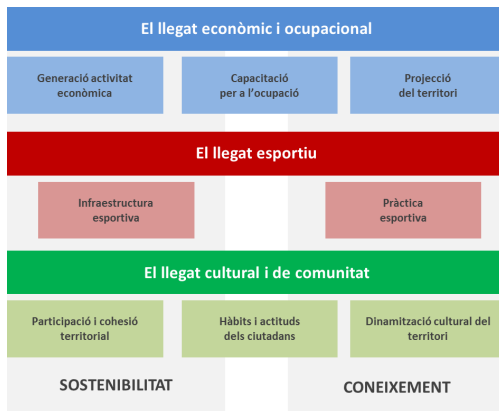 El llegat econòmic i ocupacional
Generació activitat
econòmica
Capacitació
per a l'ocupació
Projecció
del territori
El llegat esportiu
Infraestructura
esportiva
Pràctica
esportiva
El llegat cultural i de comunitat
Participació i cohesió
territorial
Hàbits i actituds
dels ciutadans
Dinamització cultural del
territori
SOSTENIBILITAT
CONEIXEMENT